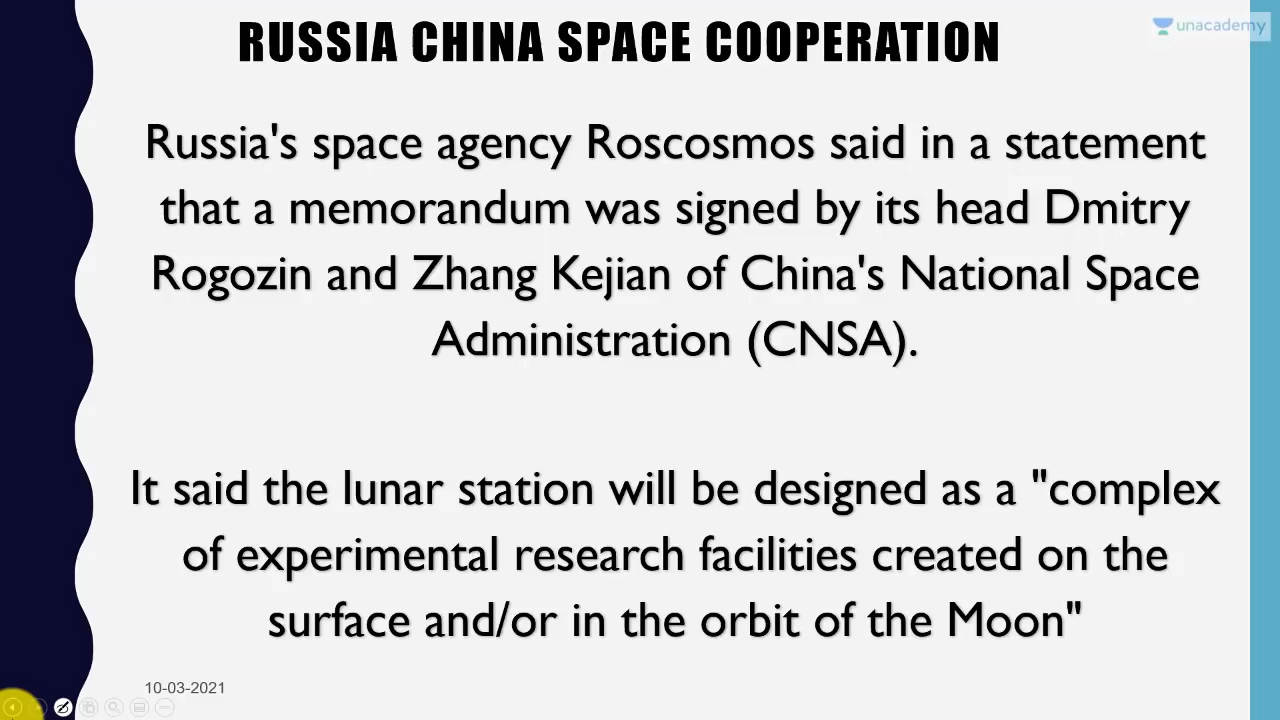 RUSSIA CHINA SPACE COOPERATION
unacademy
Russia's space agency Roscosmos said in a statement
that a memorandum was signed by its head Dmitry
Rogozin and Zhang Kejian of China's National Space
Administration (CNSA).
It said the lunar station will be designed as a "complex
of experimental research facilities created on the
surface and/or in the orbit of the Moon"
10-03-2021